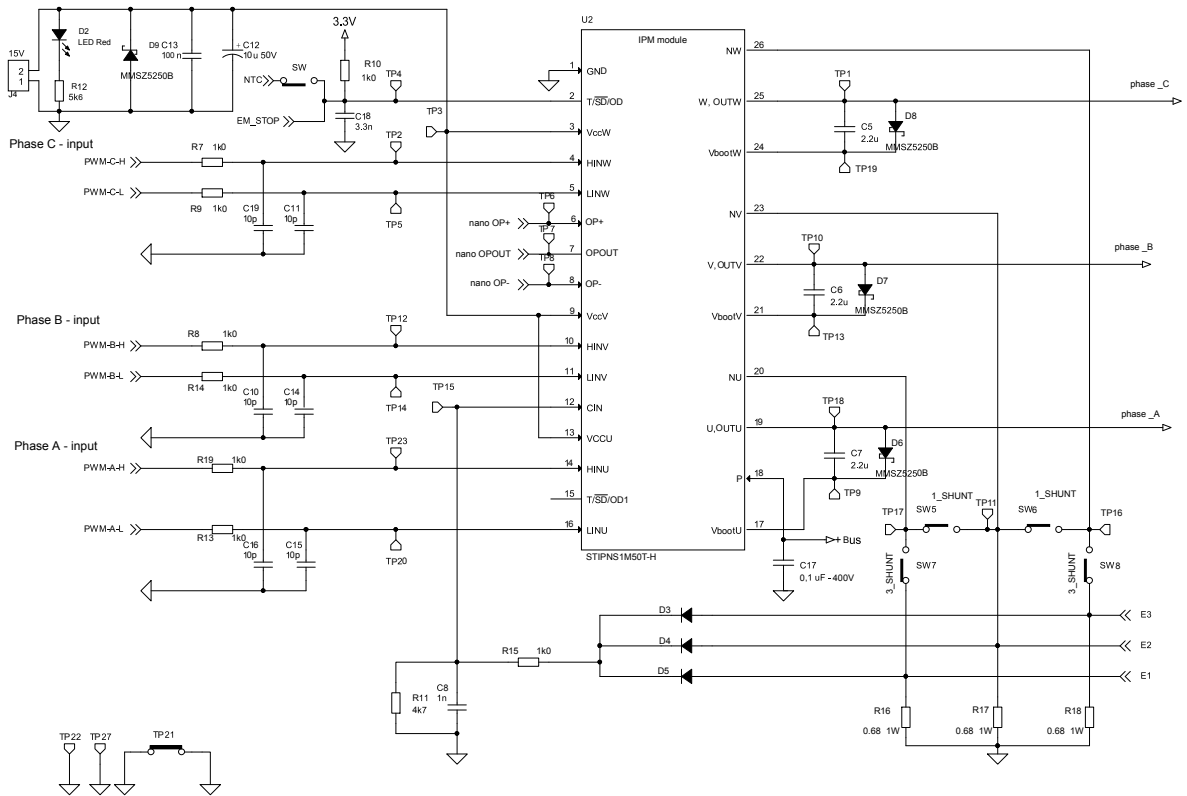 U2
IPM module
STIPNS1M50T-H
15V
2
1
J4
D2
LED Red
R12
5k6
D9
MMSZ5250B
C13
100 n
+
C12
10u 50V
3.3V
R10
1k0
NTC
SW
EM_STOP
C18
3.3n
TP4
TP3
Phase C - input
PWM-C-H
R7 1k0
TP2
PWM-C-L
R9 1k0
C19
10p
C11
10p
TP5
TP6
nano OP+
TP7
nano OPOUT
TP8
nano OP-
Phase B - input
PWM-B-H
R8 1k0
TP12
PWM-B-L
R14 1k0
C10
10p
C14
10p
TP14
TP15
Phase A - input
PWM-A-H
R19 1k0
TP23
PWM-A-L
R13 1k0
C16
10p
C15
10p
TP20
1 GND
2 T/SD/OD
3 VccW
4 HINW
5 LINW
6 OP+
7 OPOUT
8 OP-
9 VccV
10 HINV
11 LINV
12 CIN
13 VCCU
14 HINU
15 T/SD/OD1
16 LINU
NW 26
W, OUTW 25
VbootW 24
NV 23
V, OUTV 22
VbootV 21
NU 20
U,OUTU 19
P 18
VbootU 17
TP1
phase _C
C5
2.2u
D8
MMSZ5250B
TP19
TP10
phase _B
C6
2.2u
D7
MMSZ5250B
TP13
TP18
phase _A
C7
2.2u
D6
MMSZ5250B
TP9
+ Bus
C17
0,1 uF - 400V
TP17
SW5
1_SHUNT
TP11
SW6
1_SHUNT
TP16
3_SHUNT
SW7
3_SHUNT
SW8
D3
D4
D5
E3
E2
E1
R15 1k0
R11
4k7
C8
1n
R16
0.68 1W
R17
0.68 1W
R18
0.68 1W
TP22
TP27
TP21